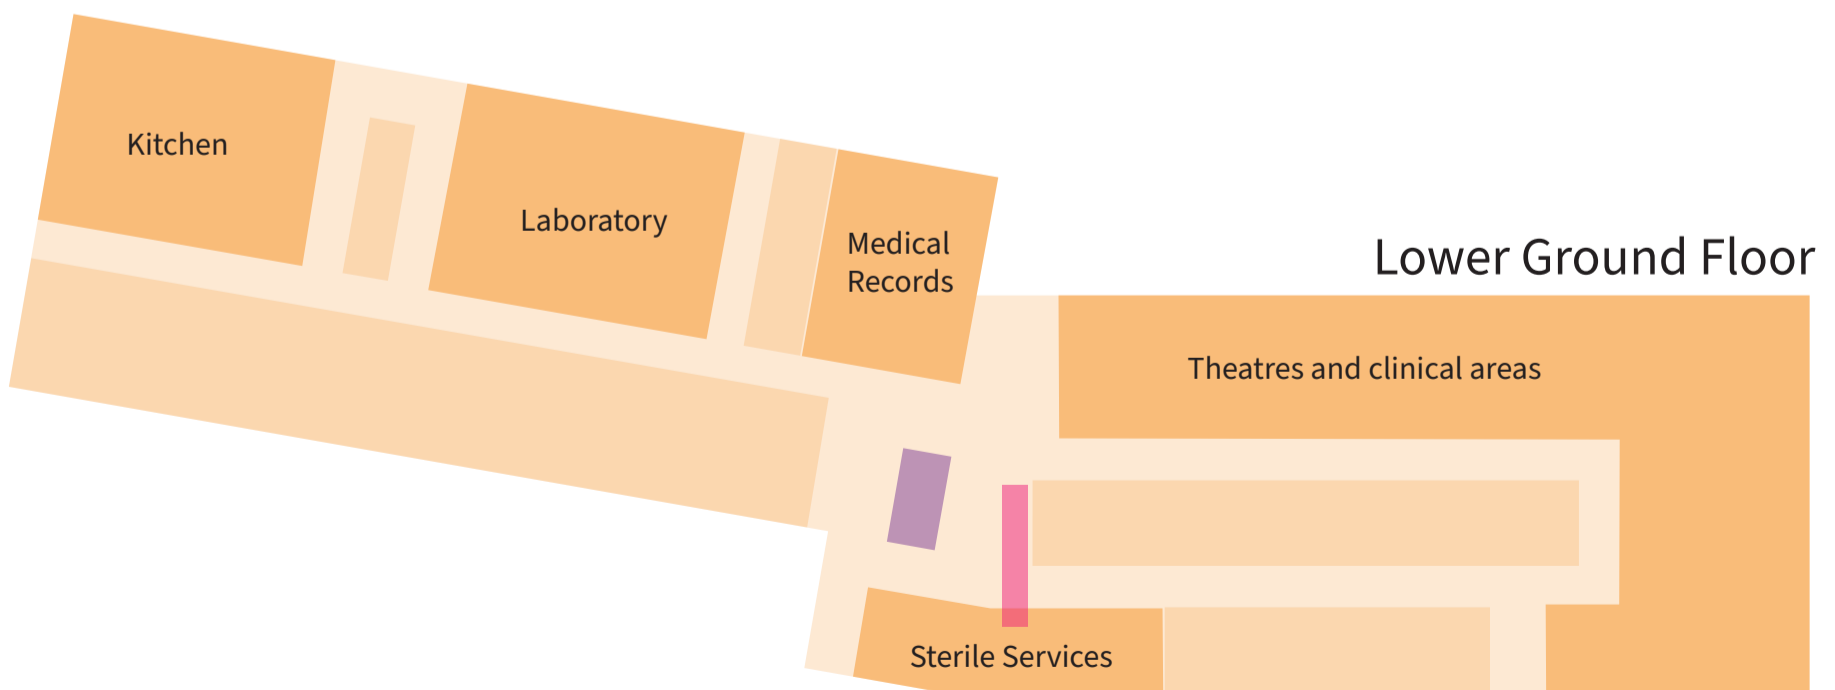 Kitchen
Laboratory
Medical
Records
Lower Ground Floor
Theatres and clinical areas
Sterile Services